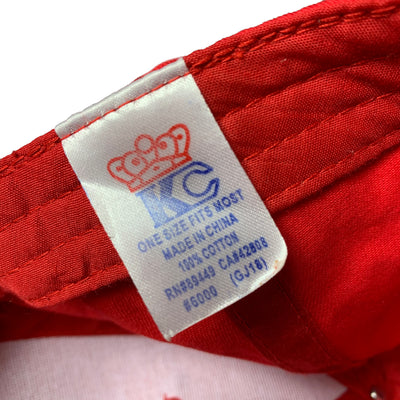 KC
ONE SIZE FITS MOST
MADE IN CHINA
100% COTTON
RN#89449 CA#42808
#6000 (GJ18)